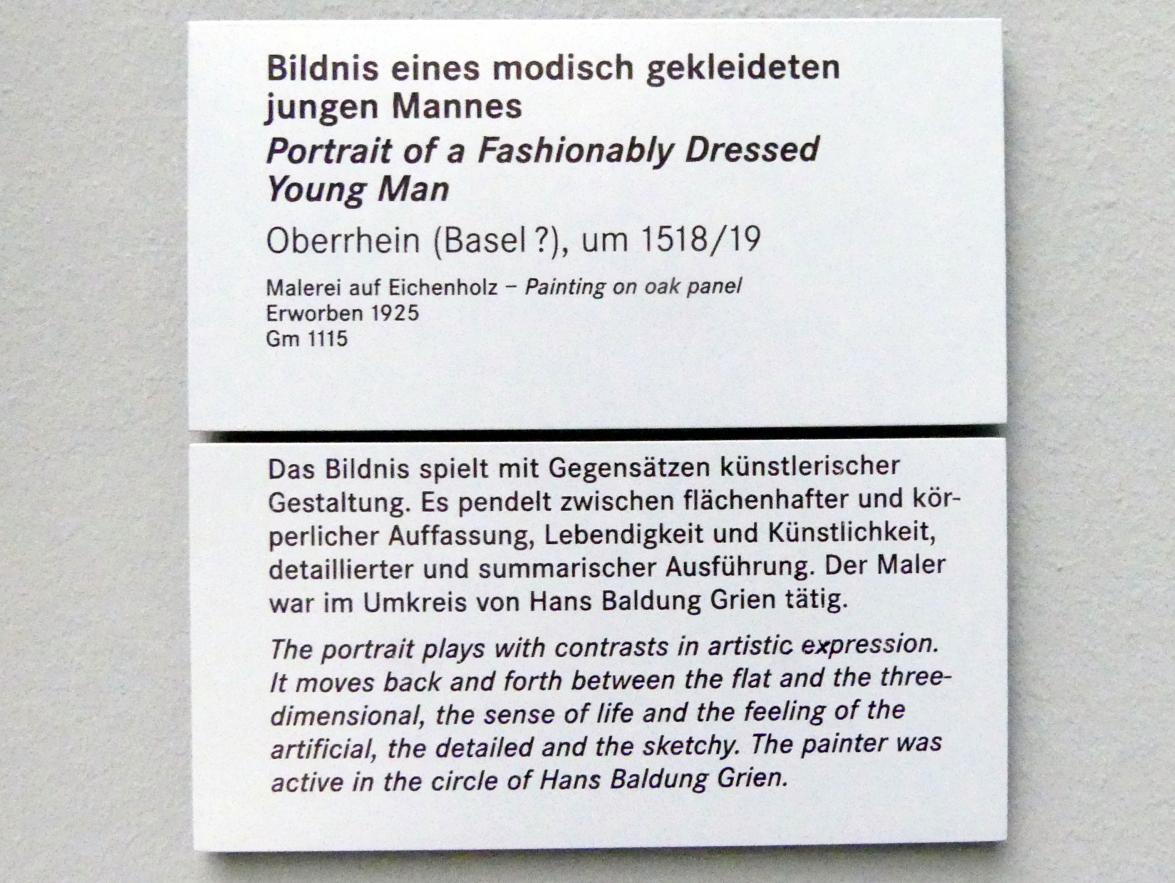 Bildnis eines modisch gekleideten
jungen Mannes
Portrait of a Fashionably Dressed
Young Man
Oberrhein (Basel ?), um 1518/19
Malerei auf Eichenholz – Painting on oak panel
Erworben 1925
Gm 1115
Das Bildnis spielt mit Gegensätzen künstlerischer
Gestaltung. Es pendelt zwischen flächenhafter und kör-
perlicher Auffassung, Lebendigkeit und Künstlichkeit,
detaillierter und summarischer Ausführung. Der Maler
war im Umkreis von Hans Baldung Grien tätig.
The portrait plays with contrasts in artistic expression.
It moves back and forth between the flat and the three-
dimensional, the sense of life and the feeling of the
artificial, the detailed and the sketchy. The painter was
active in the circle of Hans Baldung Grien.